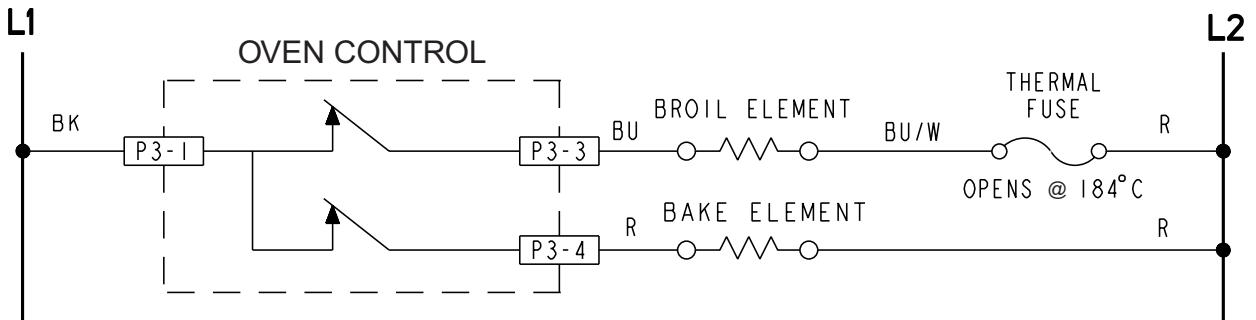 L1
L2
OVEN CONTROL
THERMAL
FUSE
BK
BROIL ELEMENT
BU
BU/W
R
P3-1
P3-3
OPENS @ 184°C
BAKE ELEMENT
R
R
P3-4